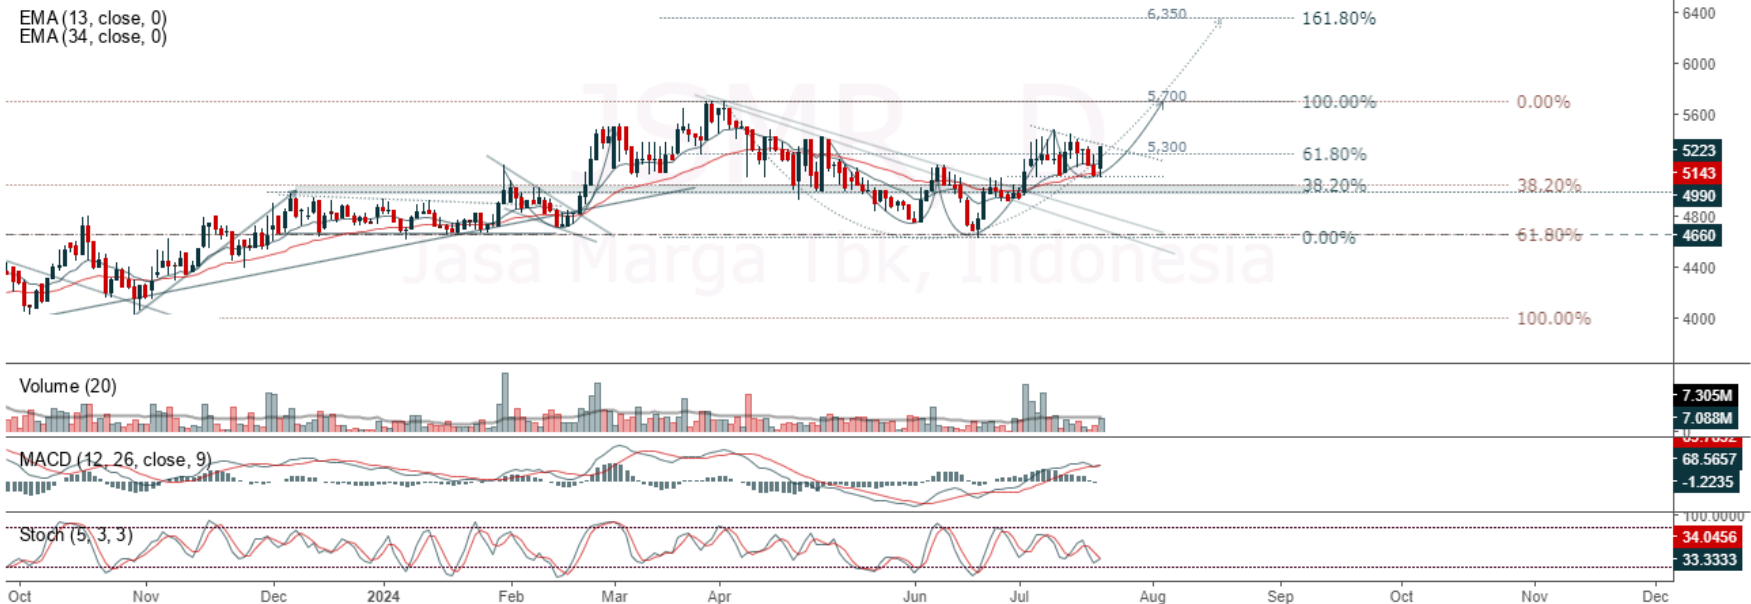 EMA (13, close, 0)
EMA (34, close, 0)
JSMR, D
Jasa Marga Tbk, Indonesia
6,350
161.80%
6400
6000
5,700
100.00%
0.00%
5600
5,300
61.80%
5223
5143
38.20%
38.20%
4990
4800
0.00%
61.80%
4660
4400
100.00%
4000
Volume (20)
7.305M
7.088M
0
MACD (12, 26, close, 9)
68.5657
-1.2235
Stoch (5, 3, 3)
100.0000
34.0456
33.3333
Oct Nov Dec 2024 Feb Mar Apr Jun Jul Aug Sep Oct Nov Dec